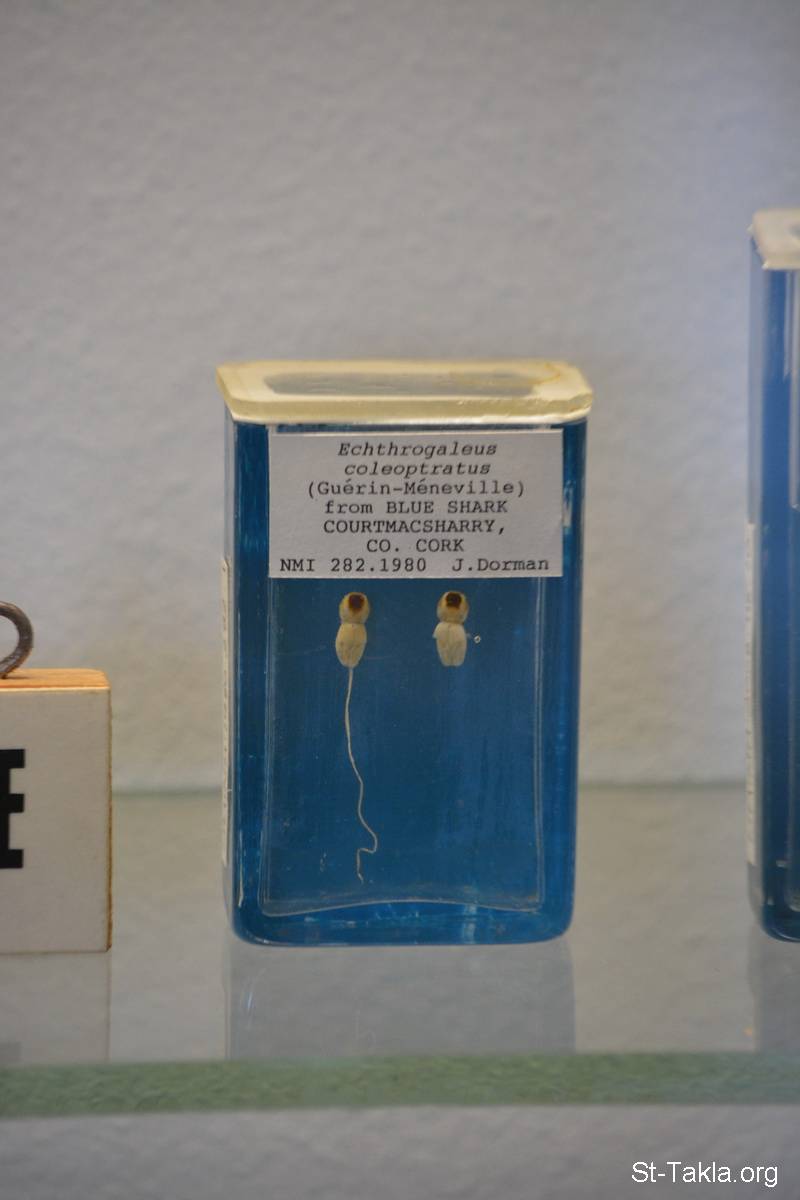 Echthrogaleus
coleoptratus
(Guérin-Méneville)
from BLUE SHARK
COURTMACSHARRY,
CO. CORK
NMI 282.1980 J.Dorman
St-Takla.org